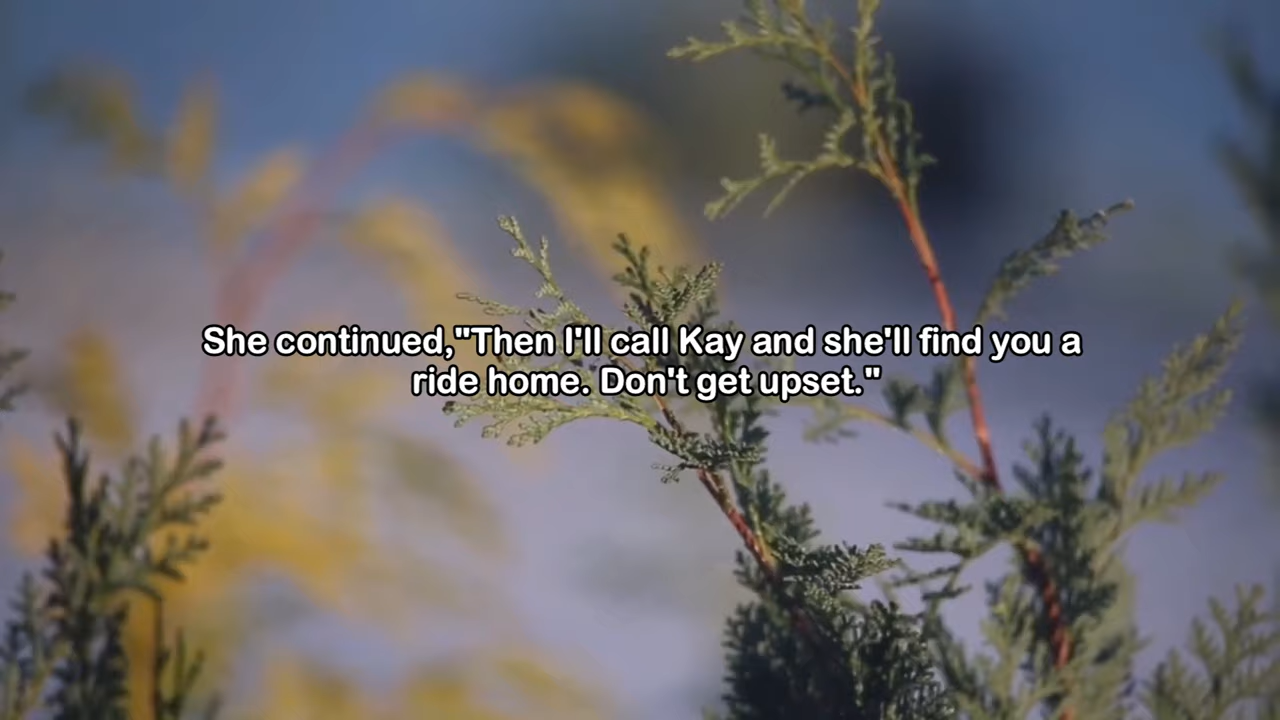 She continued,"Then I'll call Kay and she'll find you a
ride home. Don't get upset."